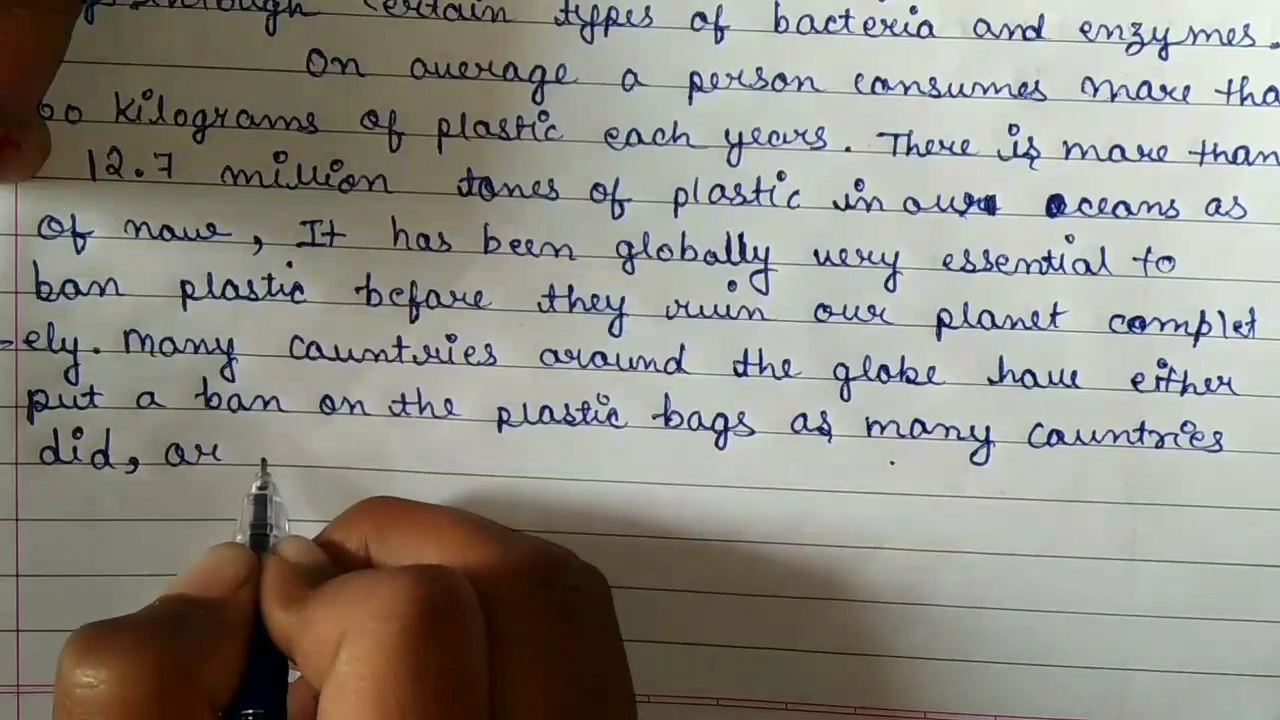 through certain types of bacteria and enzymes.
On average a person consumes more tha
00 kilograms of plastic each years. There is more than
12.7 million tones of plastic in our oceans as
of now, It has been globally very essential to
ban plastic before they ruin our planet complet
-ely. Many countries around the globe have either
put a ban on the plastic bags as many countries
did, or